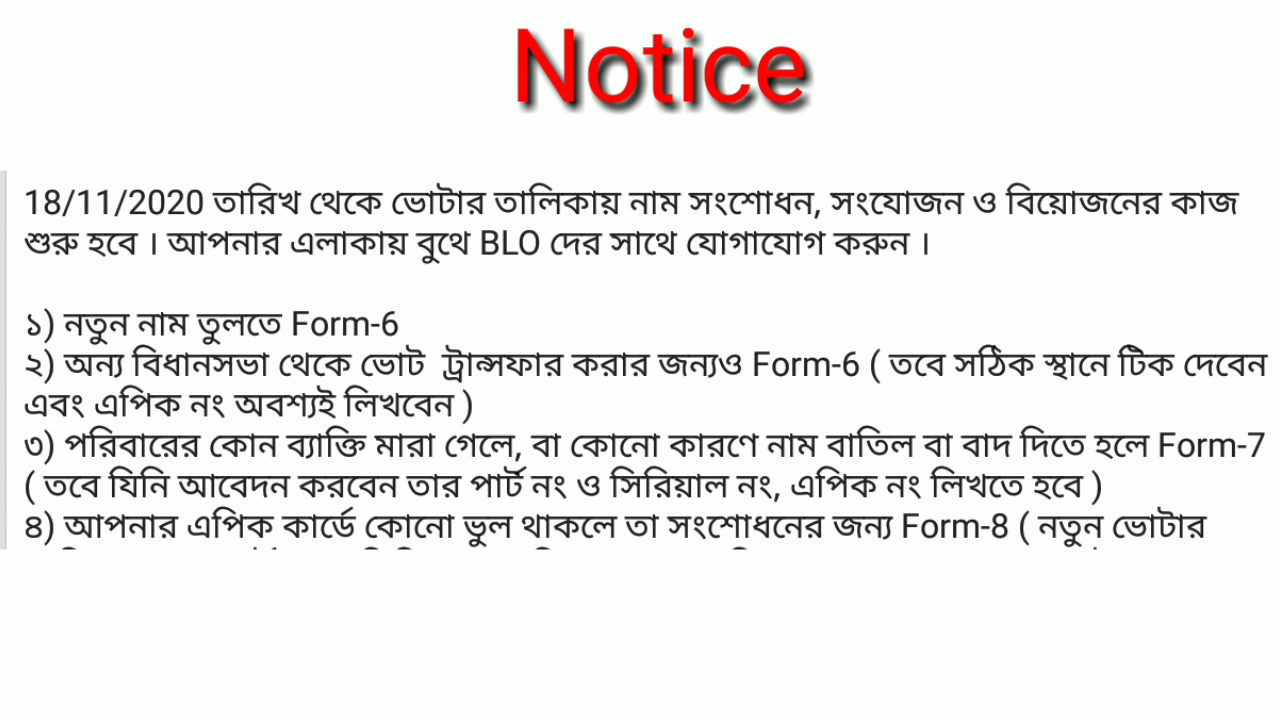 Notice
18/11/2020 তারিখ থেকে ভোটার তালিকায় নাম সংশোধন, সংযোজন ও বিয়োজনের কাজ
শুরু হবে । আপনার এলাকায় বুথে BLO দের সাথে যোগাযোগ করুন ।
১) নতুন নাম তুলতে Form-6
২) অন্য বিধানসভা থেকে ভোট ট্রান্সফার করার জন্যও Form-6 ( তবে সঠিক স্থানে টিক দেবেন
এবং এপিক নং অবশ্যই লিখবেন )
৩) পরিবারের কোন ব্যাক্তি মারা গেলে, বা কোনো কারণে নাম বাতিল বা বাদ দিতে হলে Form-7
( তবে যিনি আবেদন করবেন তার পার্ট নং ও সিরিয়াল নং, এপিক নং লিখতে হবে )
৪) আপনার এপিক কার্ডে কোনো ভুল থাকলে তা সংশোধনের জন্য Form-8 ( নতুন ভোটার